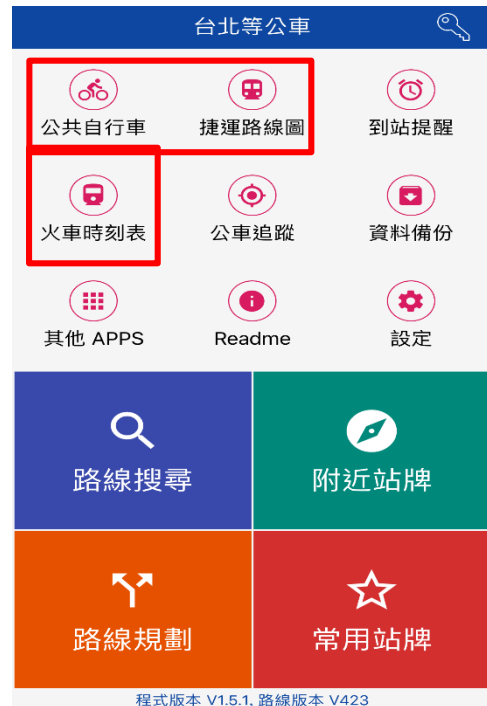 台北等公車
公共自行車 捷運路線圖 到站提醒
火車時刻表 公車追蹤 資料備份
其他 APPS Readme 設定
路線搜尋 附近站牌
路線規劃 常用站牌
程式版本 V1.5.1, 路線版本 V423